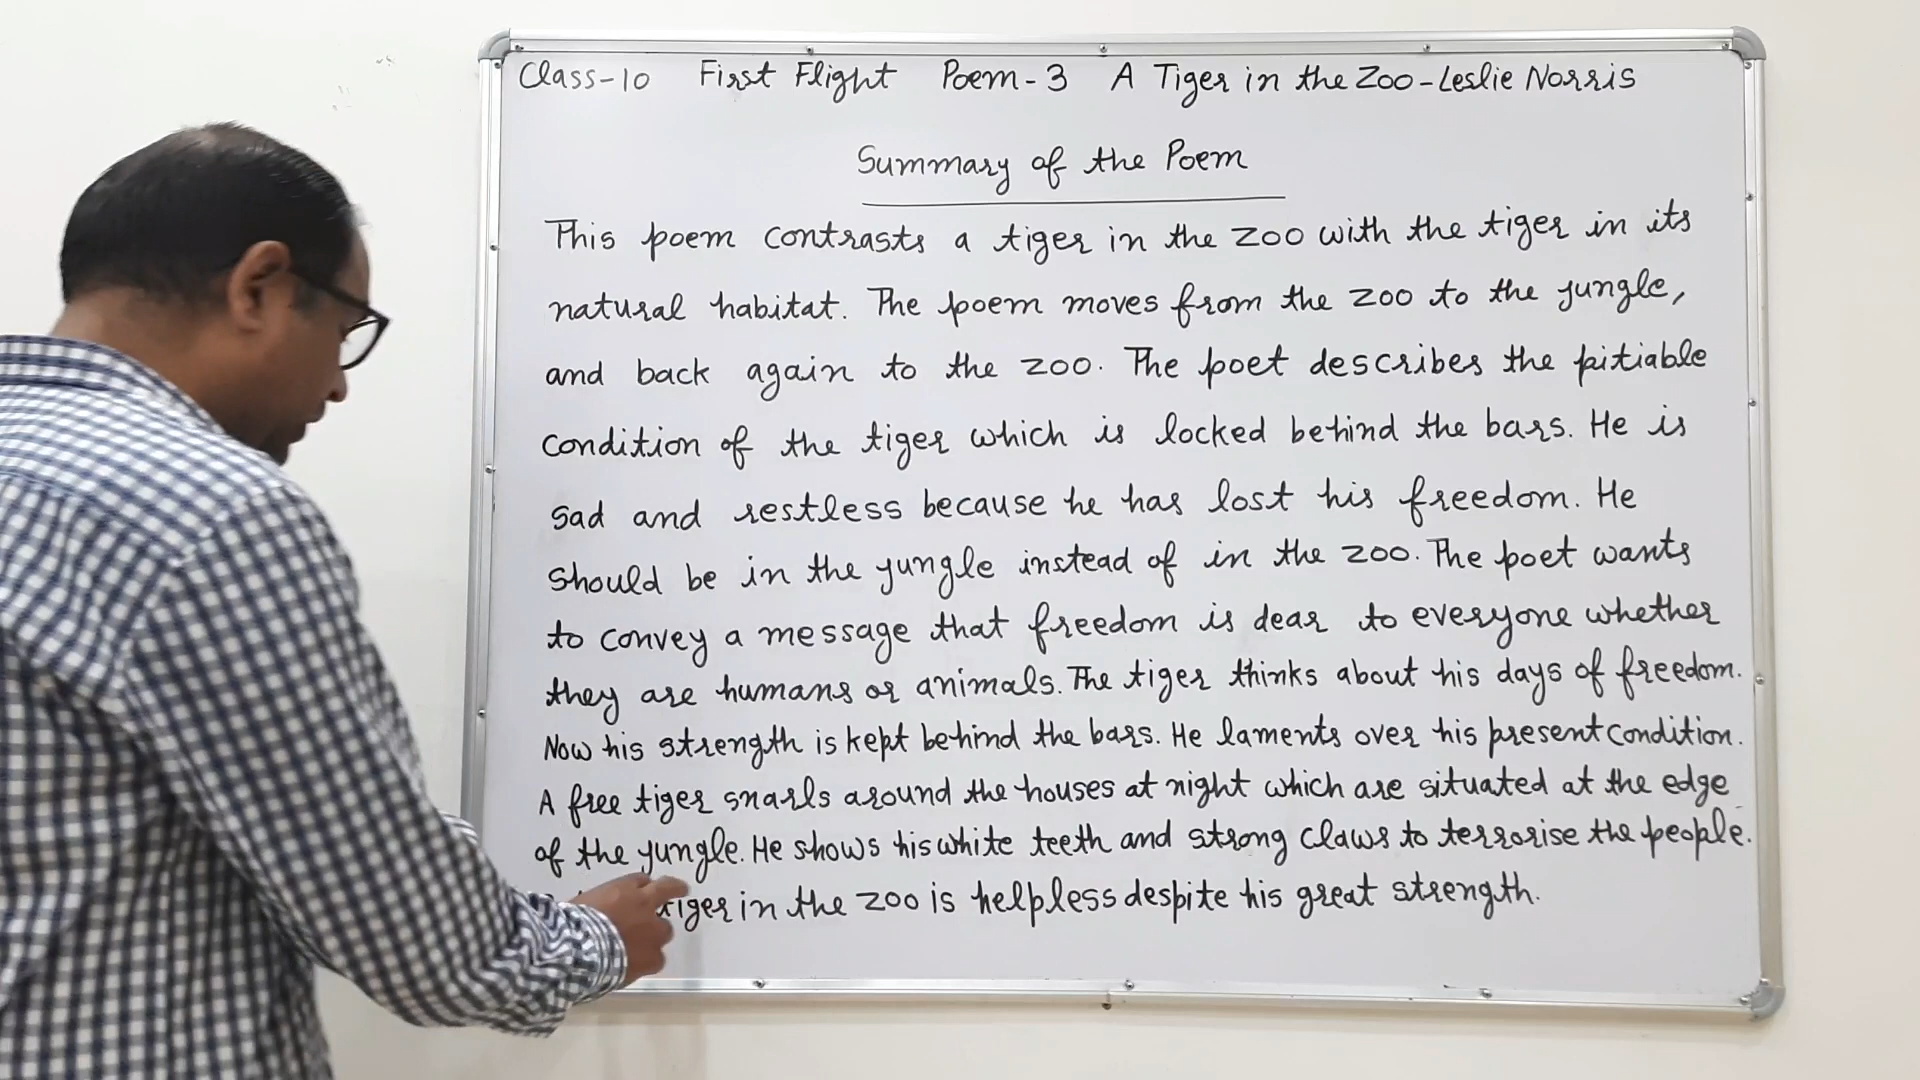 Class-10 First Flight Poem-3 A Tiger in the Zoo-Leslie Norris
Summary of the Poem
This poem contrasts a tiger in the zoo with the tiger in its
natural habitat. The poem moves from the zoo to the jungle,
and back again to the zoo. The poet describes the pitiable
condition of the tiger which is locked behind the bars. He is
sad and restless because he has lost his freedom. He
should be in the jungle instead of in the zoo. The poet wants
to convey a message that freedom is dear to everyone whether
they are humans or animals. The tiger thinks about his days of freedom.
Now his strength is kept behind the bars. He laments over his present condition.
A free tiger snarls around the houses at night which are situated at the edge
of the jungle. He shows his white teeth and strong claws to terrorise the people.
tiger in the zoo is helpless despite his great strength.